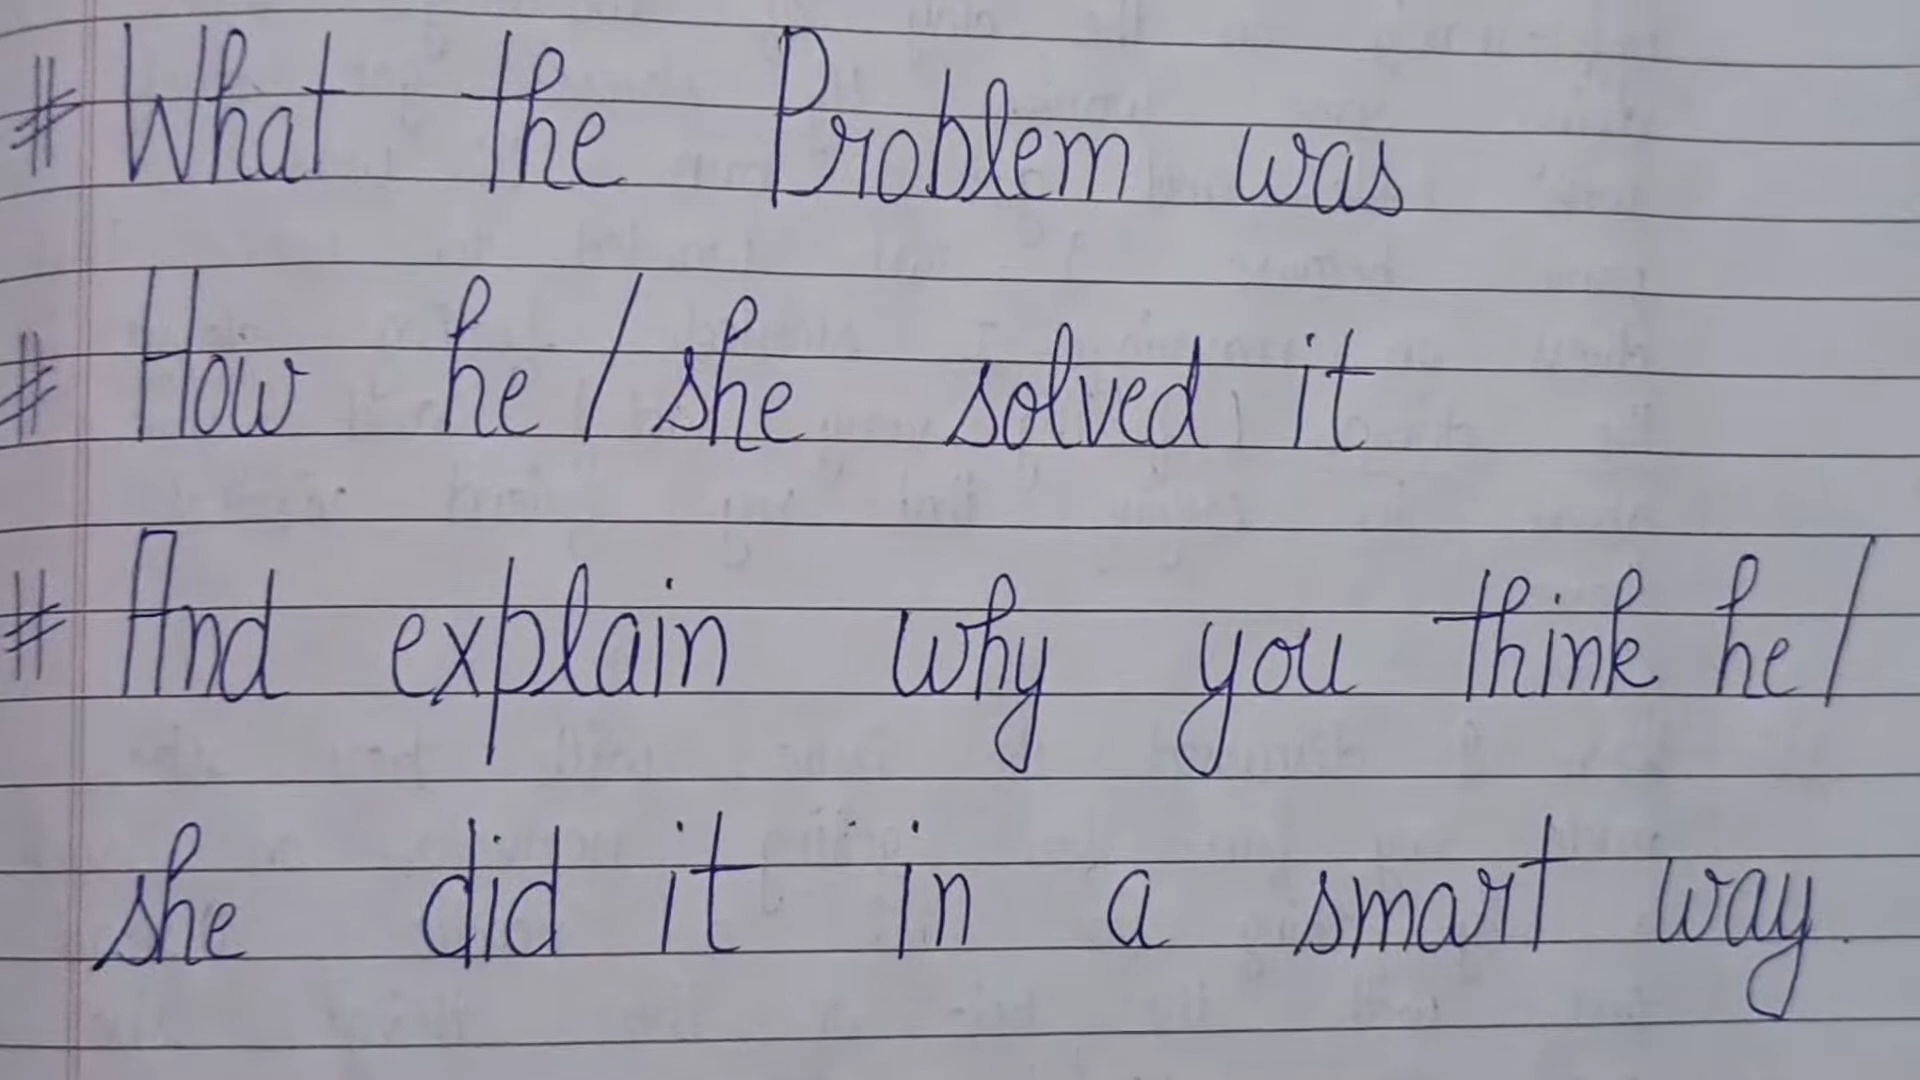 # What the Problem was
# How he / she solved it
# And explain why you think he /
she did it in a smart way.